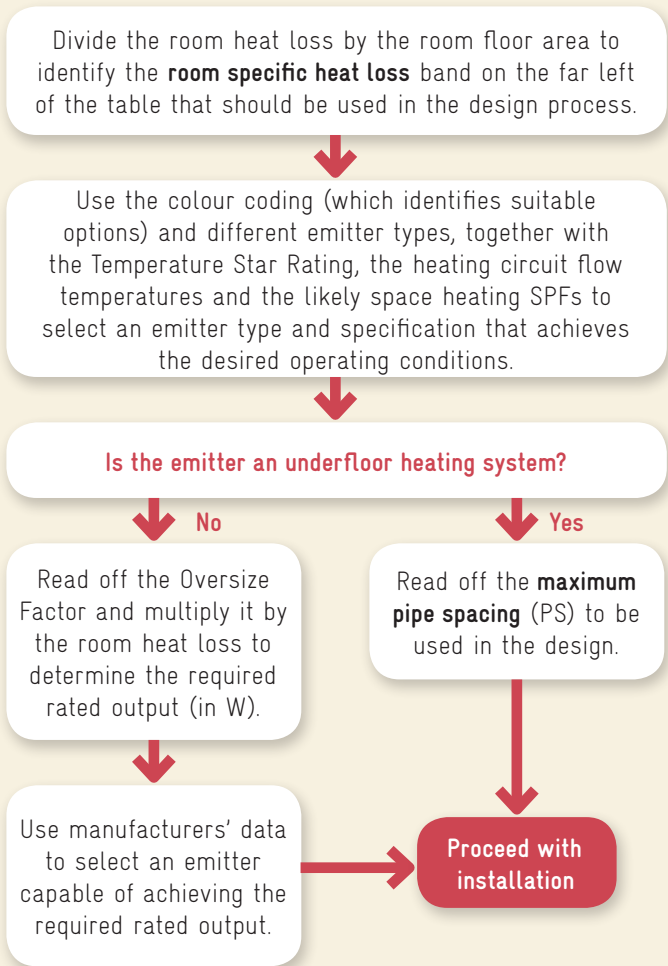 Divide the room heat loss by the room floor area to
identify the room specific heat loss band on the far left
of the table that should be used in the design process.
Use the colour coding (which identifies suitable
options) and different emitter types, together with
the Temperature Star Rating, the heating circuit flow
temperatures and the likely space heating SPFs to
select an emitter type and specification that achieves
the desired operating conditions.
Is the emitter an underfloor heating system?
No
Yes
Read off the Oversize
Factor and multiply it by
the room heat loss to
determine the required
rated output (in W).
Read off the maximum
pipe spacing (PS) to be
used in the design.
Use manufacturers' data
to select an emitter
capable of achieving the
required rated output.
Proceed with
installation